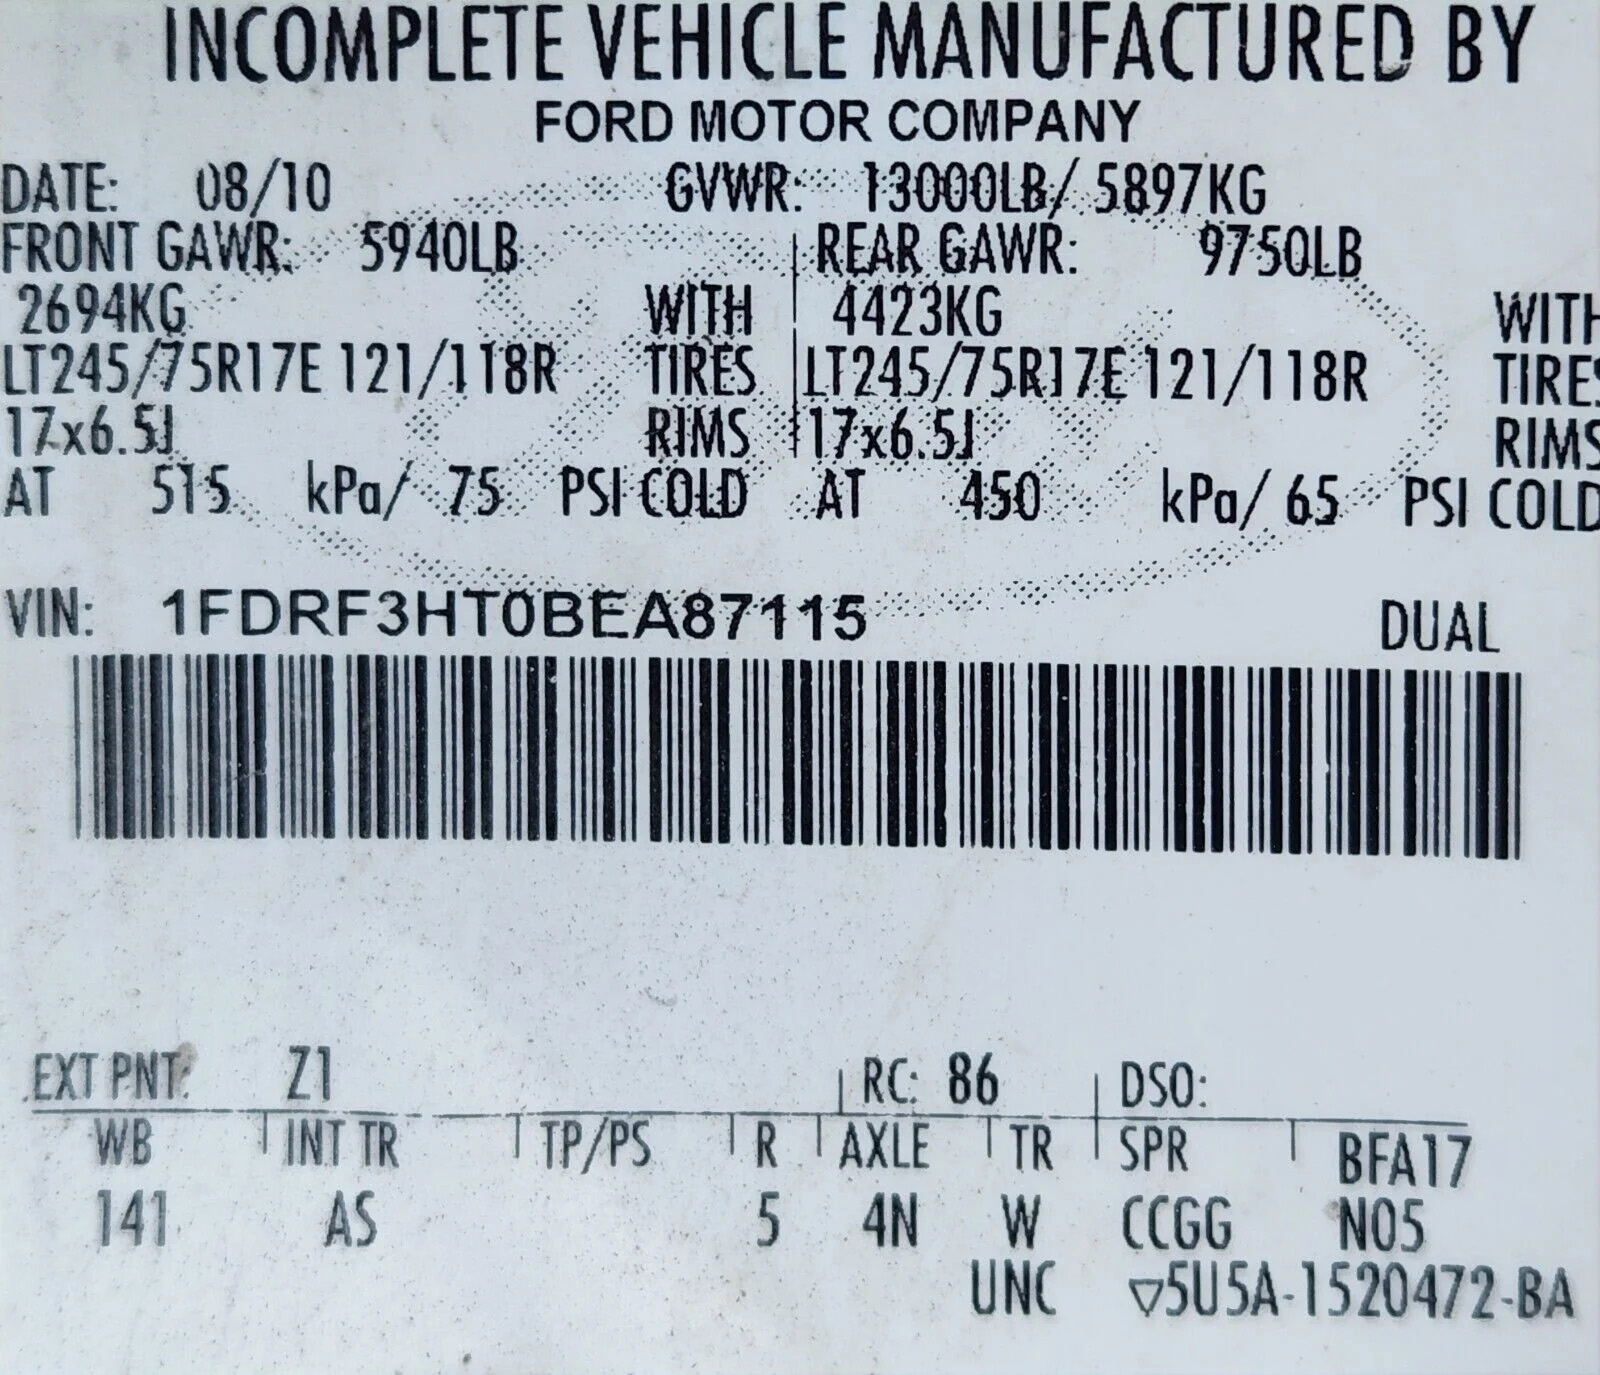 INCOMPLETE VEHICLE MANUFACTURED BY
FORD MOTOR COMPANY
DATE: 08/10 GVWR: 13000LB/ 5897KG
FRONT GAWR: 5940LB REAR GAWR: 9750LB
2694KG WITH 4423KG WITH
LT245/75R17E 121/118R TIRES LT245/75R17E 121/118R TIRES
17x6.5J RIMS 17x6.5J RIMS
AT 515 kPa/ 75 PSI COLD AT 450 kPa/ 65 PSI COLD
VIN: 1FDRF3HT0BEA87115 DUAL
EXT PNT: Z1 RC: 86 DSO:
WB INT TR TP/PS R AXLE TR SPR BFA17
141 AS 5 4N W CCGG N05
UNC ▽5U5A-1520472-BA